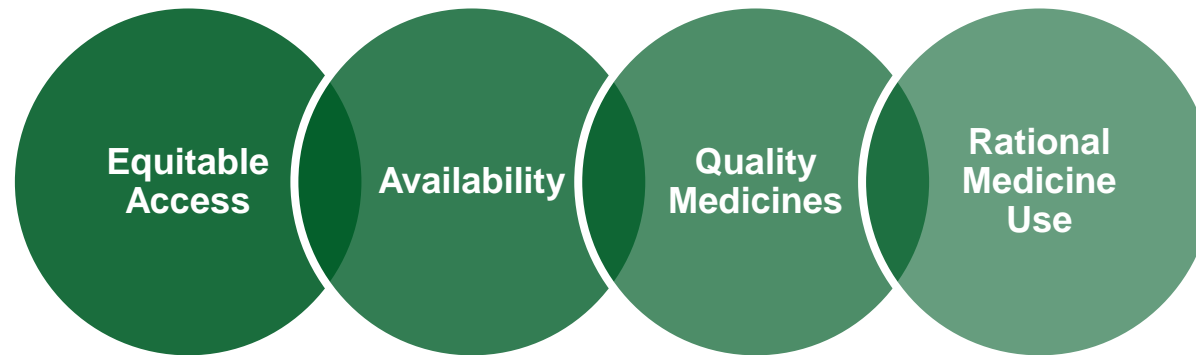 Equitable
Access
Availability
Quality
Medicines
Rational
Medicine
Use